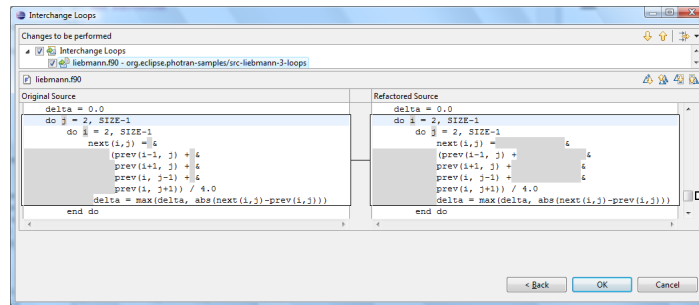 Interchange Loops
Changes to be performed
Interchange Loops
liebmann.f90 - org.eclipse.photran-samples/src-liebmann-3-loops
liebmann.f90
Original Source
delta = 0.0
do j = 2, SIZE-1
do i = 2, SIZE-1
next(i,j) = &
(prev(i-1, j) + &
prev(i+1, j) + &
prev(i, j-1) + &
prev(i, j+1)) / 4.0
delta = max(delta, abs(next(i,j)-prev(i,j)))
end do
Refactored Source
delta = 0.0
do i = 2, SIZE-1
do j = 2, SIZE-1
next(i,j) = &
(prev(i-1, j) + &
prev(i+1, j) + &
prev(i, j-1) + &
prev(i, j+1)) / 4.0
delta = max(delta, abs(next(i,j)-prev(i,j)))
end do
< Back
OK
Cancel